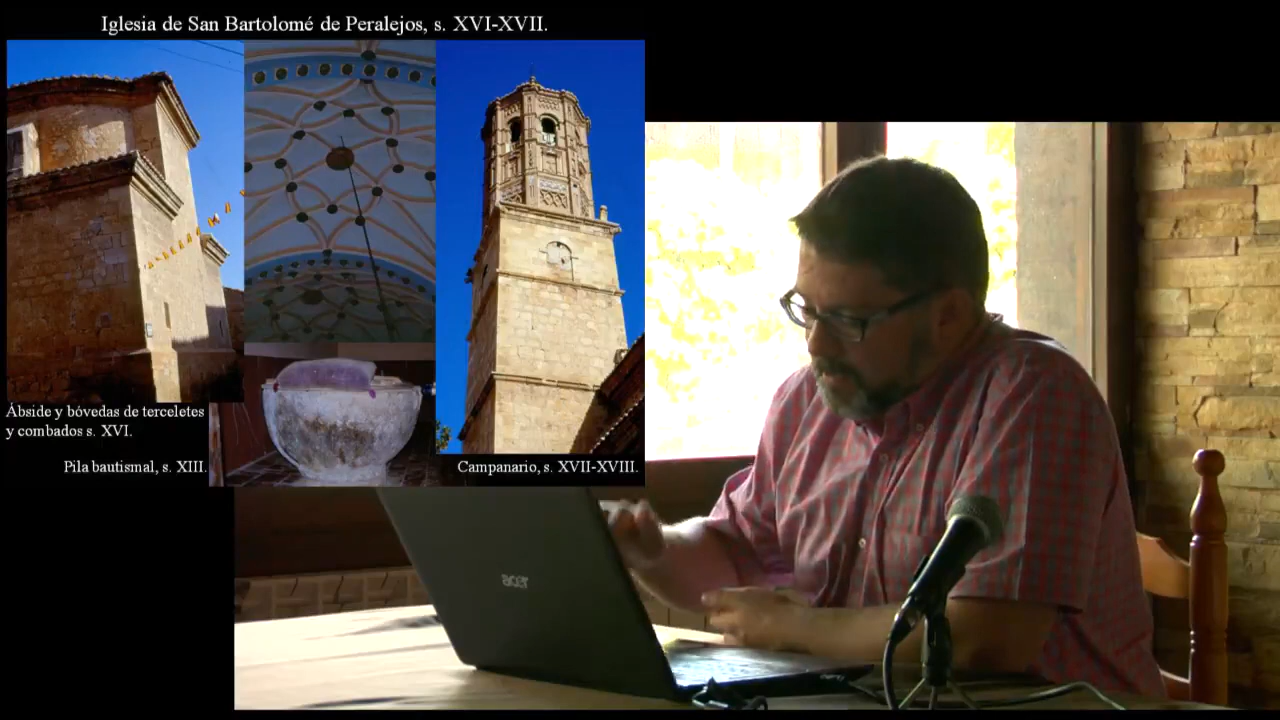 Iglesia de San Bartolomé de Peralejos, s. XVI-XVII.
Ábside y bóvedas de terceletes
y combados s. XVI.
Pila bautismal, s. XIII.
Campanario, s. XVII-XVIII.
acer